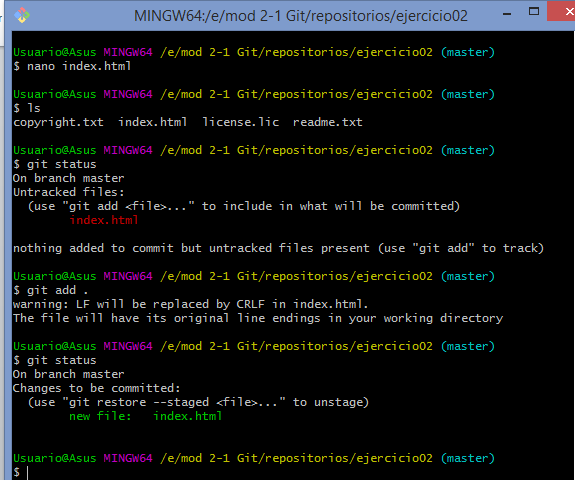 MINGW64:/e/mod 2-1 Git/repositorios/ejercicio02
Usuario@Asus MINGW64 /e/mod 2-1 Git/repositorios/ejercicio02 (master)
$ nano index.html
Usuario@Asus MINGW64 /e/mod 2-1 Git/repositorios/ejercicio02 (master)
$ ls
copyright.txt  index.html  license.lic  readme.txt
Usuario@Asus MINGW64 /e/mod 2-1 Git/repositorios/ejercicio02 (master)
$ git status
On branch master
Untracked files:
  (use "git add <file>..." to include in what will be committed)
        index.html
nothing added to commit but untracked files present (use "git add" to track)
Usuario@Asus MINGW64 /e/mod 2-1 Git/repositorios/ejercicio02 (master)
$ git add .
warning: LF will be replaced by CRLF in index.html.
The file will have its original line endings in your working directory
Usuario@Asus MINGW64 /e/mod 2-1 Git/repositorios/ejercicio02 (master)
$ git status
On branch master
Changes to be committed:
  (use "git restore --staged <file>..." to unstage)
        new file:   index.html
Usuario@Asus MINGW64 /e/mod 2-1 Git/repositorios/ejercicio02 (master)
$